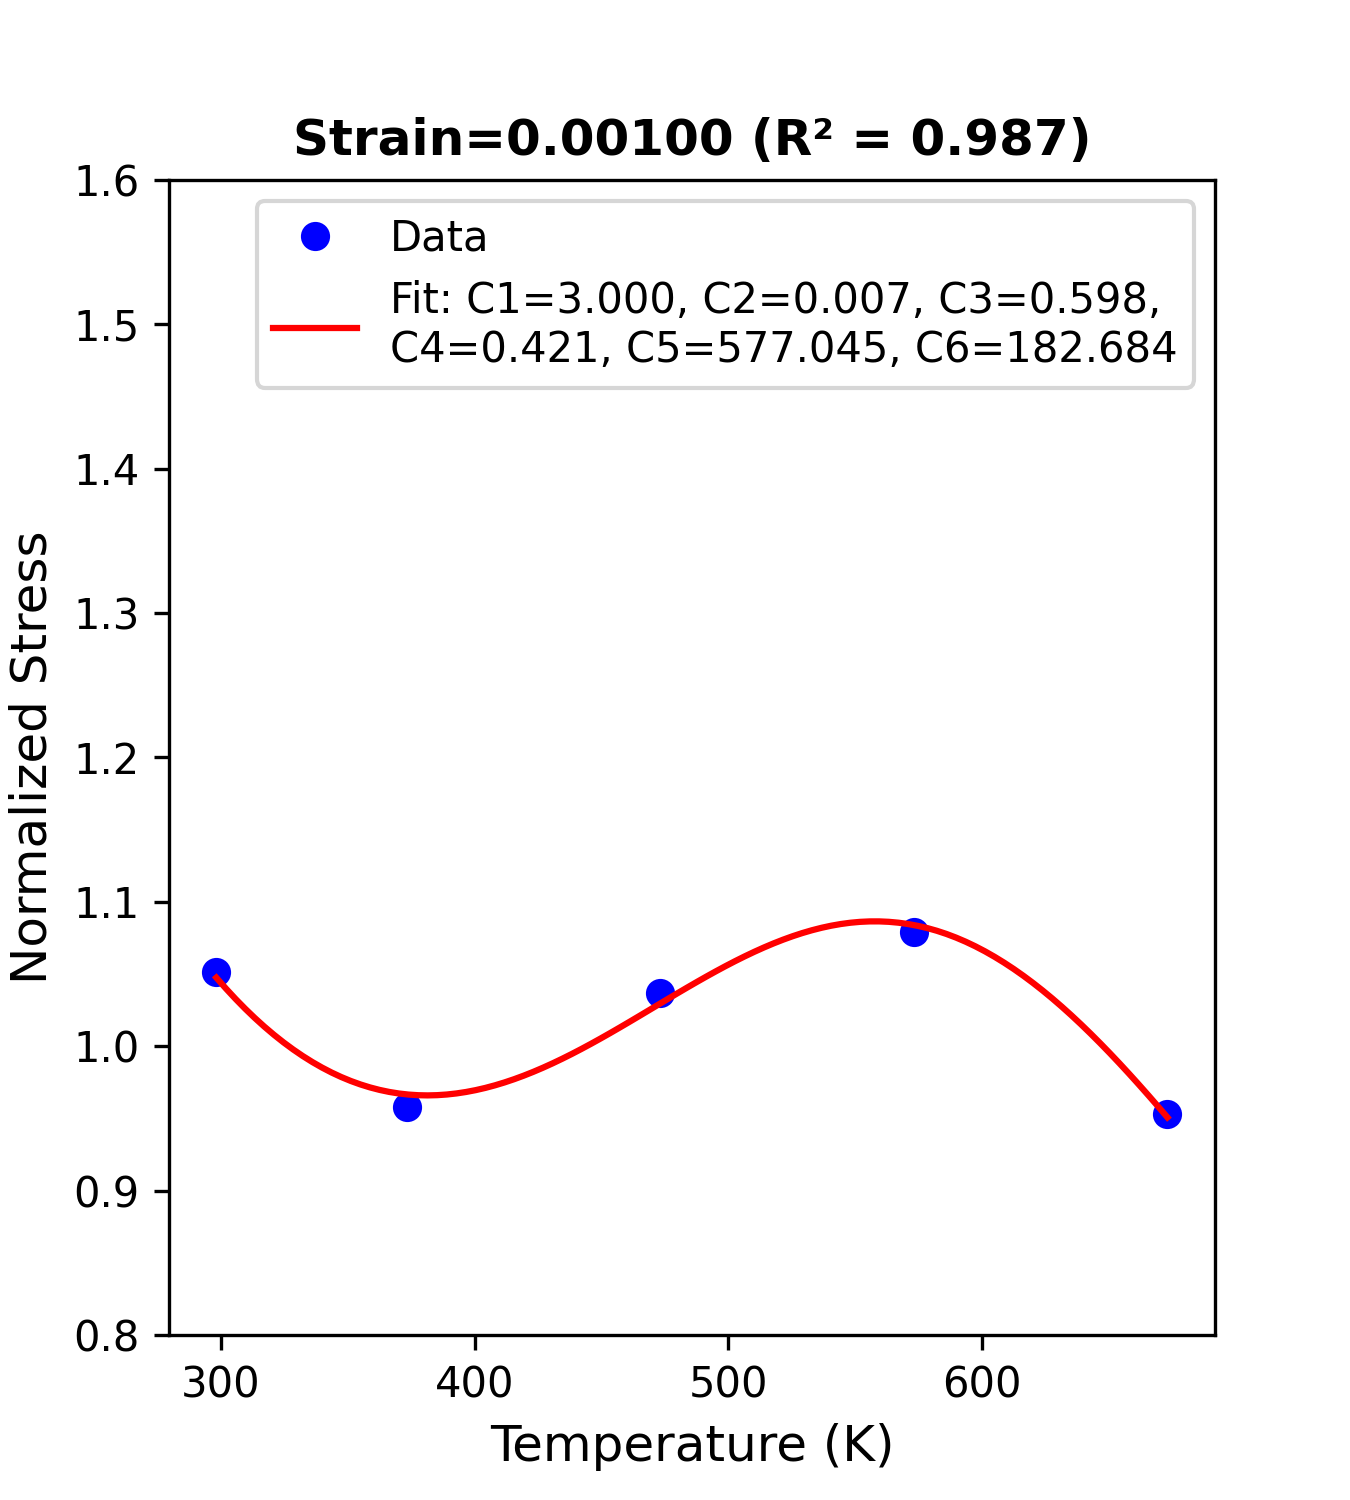 Strain=0.00100 (R² = 0.987)
Data
Fit: C1=3.000, C2=0.007, C3=0.598,
C4=0.421, C5=577.045, C6=182.684
Normalized Stress
1.6
1.5
1.4
1.3
1.2
1.1
1.0
0.9
0.8
300 400 500 600
Temperature (K)